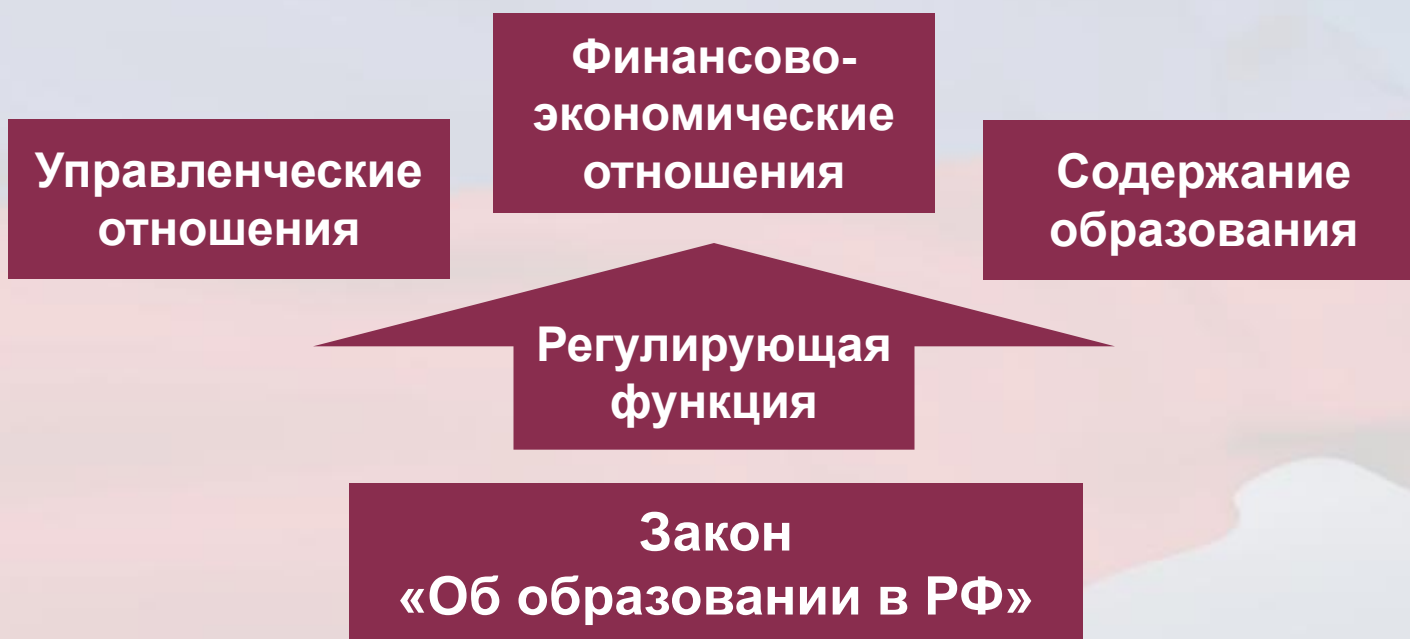 Финансово-
экономические
отношения
Управленческие
отношения
Содержание
образования
Регулирующая
функция
Закон
«Об образовании в РФ»